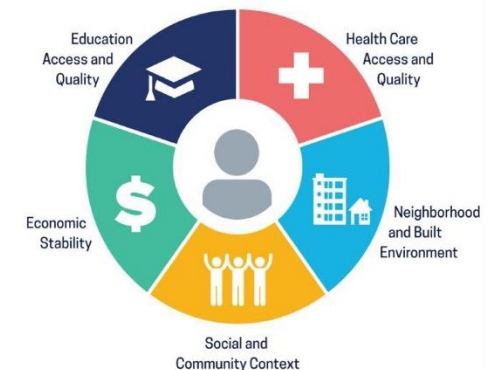 Education
Access and
Quality
Health Care
Access and
Quality
$
Economic
Stability
Neighborhood
and Built
Environment
Social and
Community Context